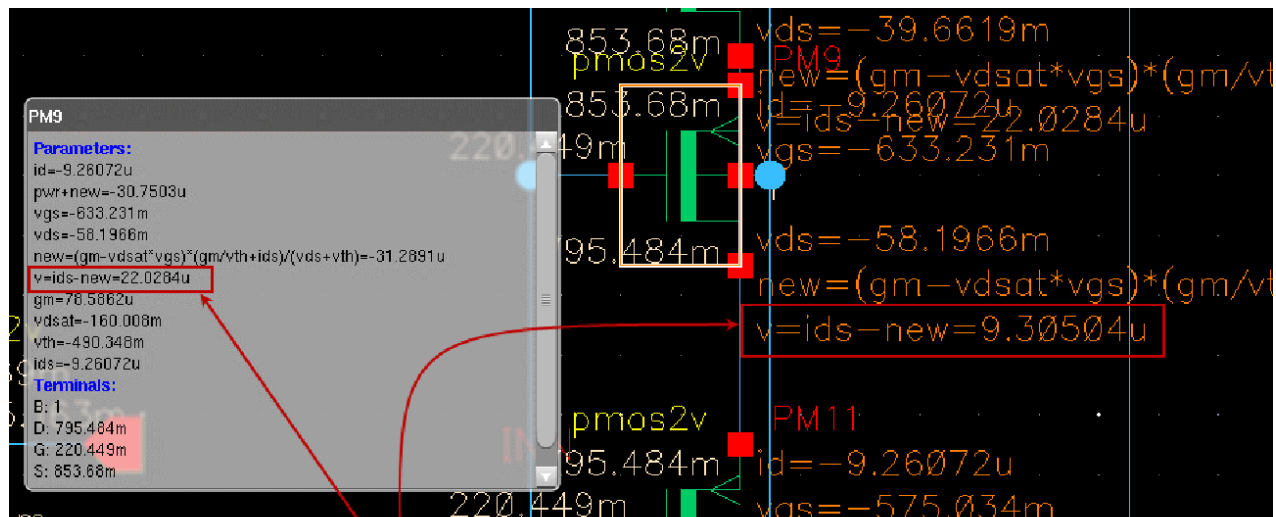 853.68m
vds=-39.6619m
pmos2v
PM9
new=(gm-vdsat*vgs)*(gm/vt
853.68m
id=-9.26072u
v=ids-new=22.0284u
220.449m
vgs=-633.231m
PM9
Parameters:
id=-9.26072u
pwr+new=-30.7503u
vgs=-633.231m
vds=-58.1966m
new=(gm-vdsat*vgs)*(gm/vth+ids)/(vds+vth)=-31.2891u
v=ids-new=22.0284u
gm=78.5862u
vdsat=-160.008m
vth=-490.348m
ids=-9.26072u
Terminals:
B: 1
D: 795.484m
G: 220.449m
S: 853.68m
795.484m
vds=-58.1966m
new=(gm-vdsat*vgs)*(gm/vt
v=ids-new=9.30504u
pmos2v
PM11
795.484m
id=-9.26072u
220.449m
vgs=-575.034m